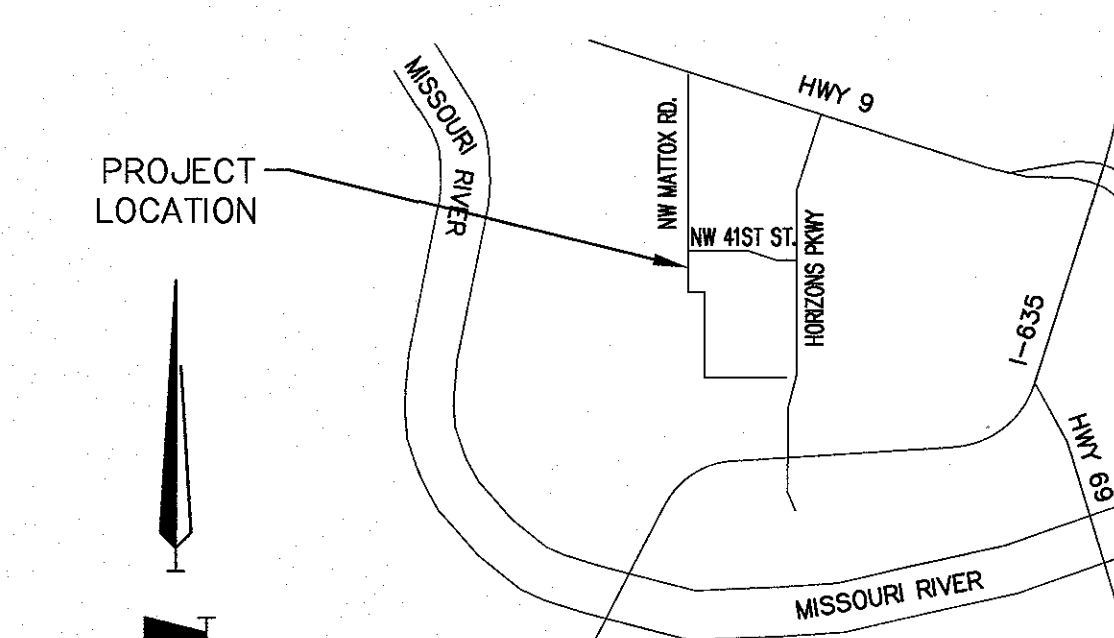 MISSOURI RIVER
HWY 9
NW MATTOX RD.
PROJECT
LOCATION
NW 41ST ST.
HORIZONS PKWY
I-635
HWY 69
MISSOURI RIVER